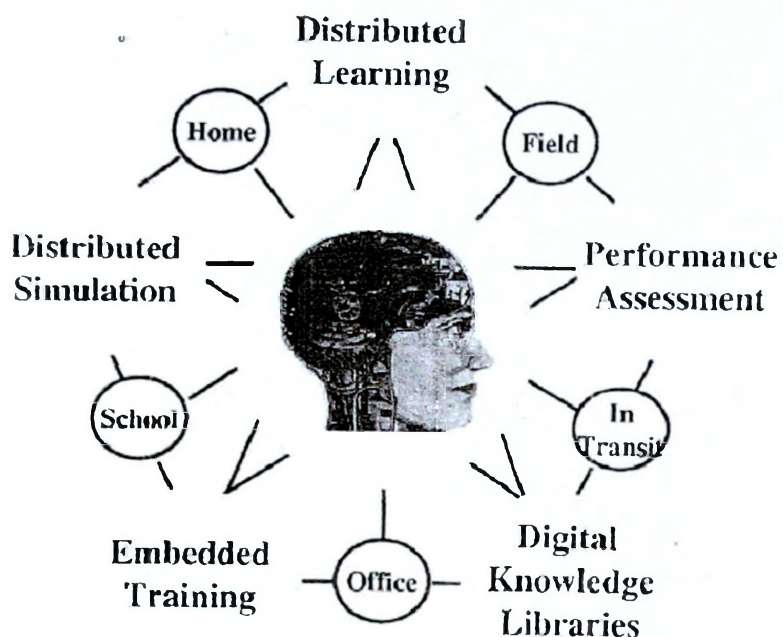 Distributed
Learning
Home
Field
Distributed
Simulation
Performance
Assessment
School
In
Transit
Embedded
Training
Office
Digital
Knowledge
Libraries